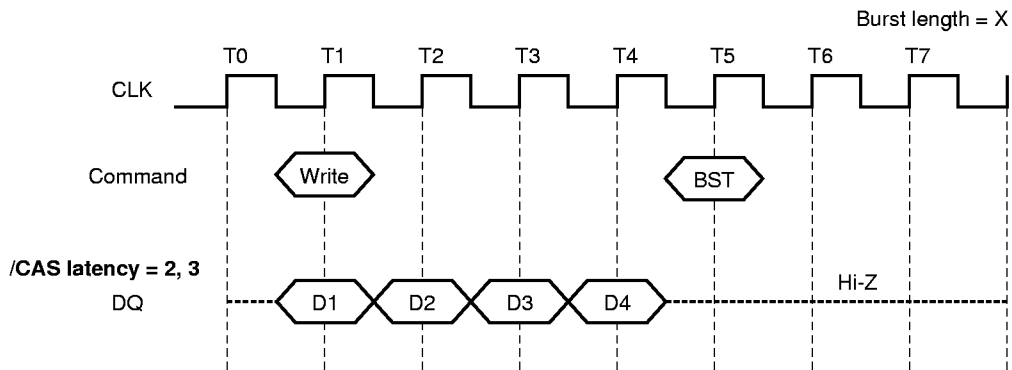 Burst length = X
T0 T1 T2 T3 T4 T5 T6 T7
CLK
Command Write BST
/CAS latency = 2, 3
Hi-Z
DQ D1 D2 D3 D4